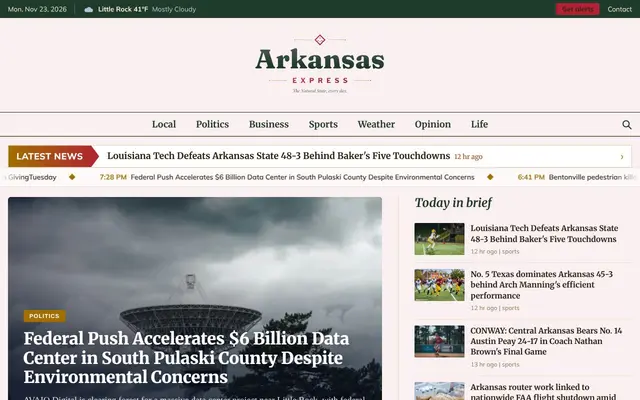 Mon, Nov 23, 2026
Little Rock 41°F Mostly Cloudy
Get alerts
Contact
Arkansas
EXPRESS
The Natural State, every day.
Local Politics Business Sports Weather Opinion Life
LATEST NEWS
Louisiana Tech Defeats Arkansas State 48-3 Behind Baker's Five Touchdowns 12 hr ago
GivingTuesday
7:28 PM Federal Push Accelerates $6 Billion Data Center in South Pulaski County Despite Environmental Concerns
6:41 PM Bentonville pedestrian
POLITICS
Federal Push Accelerates $6 Billion Data
Center in South Pulaski County Despite
Environmental Concerns
Today in brief
Louisiana Tech Defeats Arkansas State
48-3 Behind Baker's Five Touchdowns
12 hr ago | sports
No. 5 Texas dominates Arkansas 45-3
behind Arch Manning's efficient
performance
12 hr ago | sports
CONWAY: Central Arkansas Bears No. 14
Austin Peay 24-17 in Coach Nathan
Brown's Final Game
13 hr ago | sports
Arkansas router work linked to
nationwide FAA flight shutdown amid